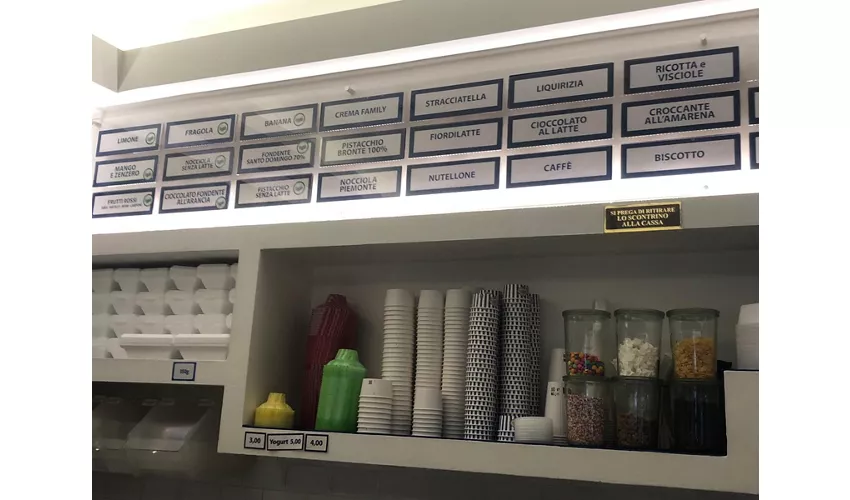 LIMONE
FRAGOLA
BANANA
CREMA FAMILY
STRACCIATELLA
LIQUIRIZIA
RICOTTA e
VISCIOLE
MANGO
E ZENZERO
NOCCIOLA
SENZA LATTE
FONDENTE
SANTO DOMINGO 70%
PISTACCHIO
BRONTE 100%
FIORDILATTE
CIOCCOLATO
AL LATTE
CROCCANTE
ALL'AMARENA
FRUTTI ROSSI
CIOCCOLATO FONDENTE
ALL'ARANCIA
PISTACCHIO
SENZA LATTE
NOCCIOLA
PIEMONTE
NUTELLONE
CAFFÈ
BISCOTTO
SI PREGA DI RITIRARE
LO SCONTRINO
ALLA CASSA
3,00
Yogurt 5,00
4,00